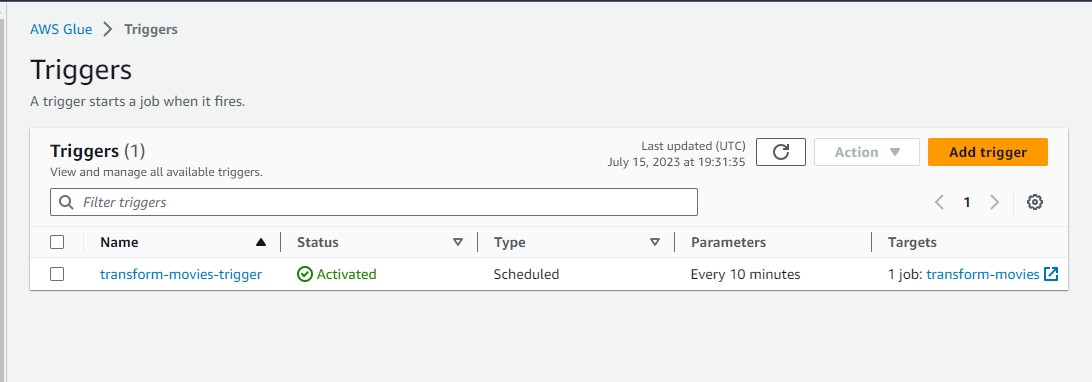 AWS Glue > Triggers
Triggers
A trigger starts a job when it fires.
Triggers (1)
View and manage all available triggers.
Last updated (UTC)
July 15, 2023 at 19:31:35
Action
Add trigger
Filter triggers
1
Name Status Type Parameters Targets
transform-movies-trigger Activated Scheduled Every 10 minutes 1 job: transform-movies